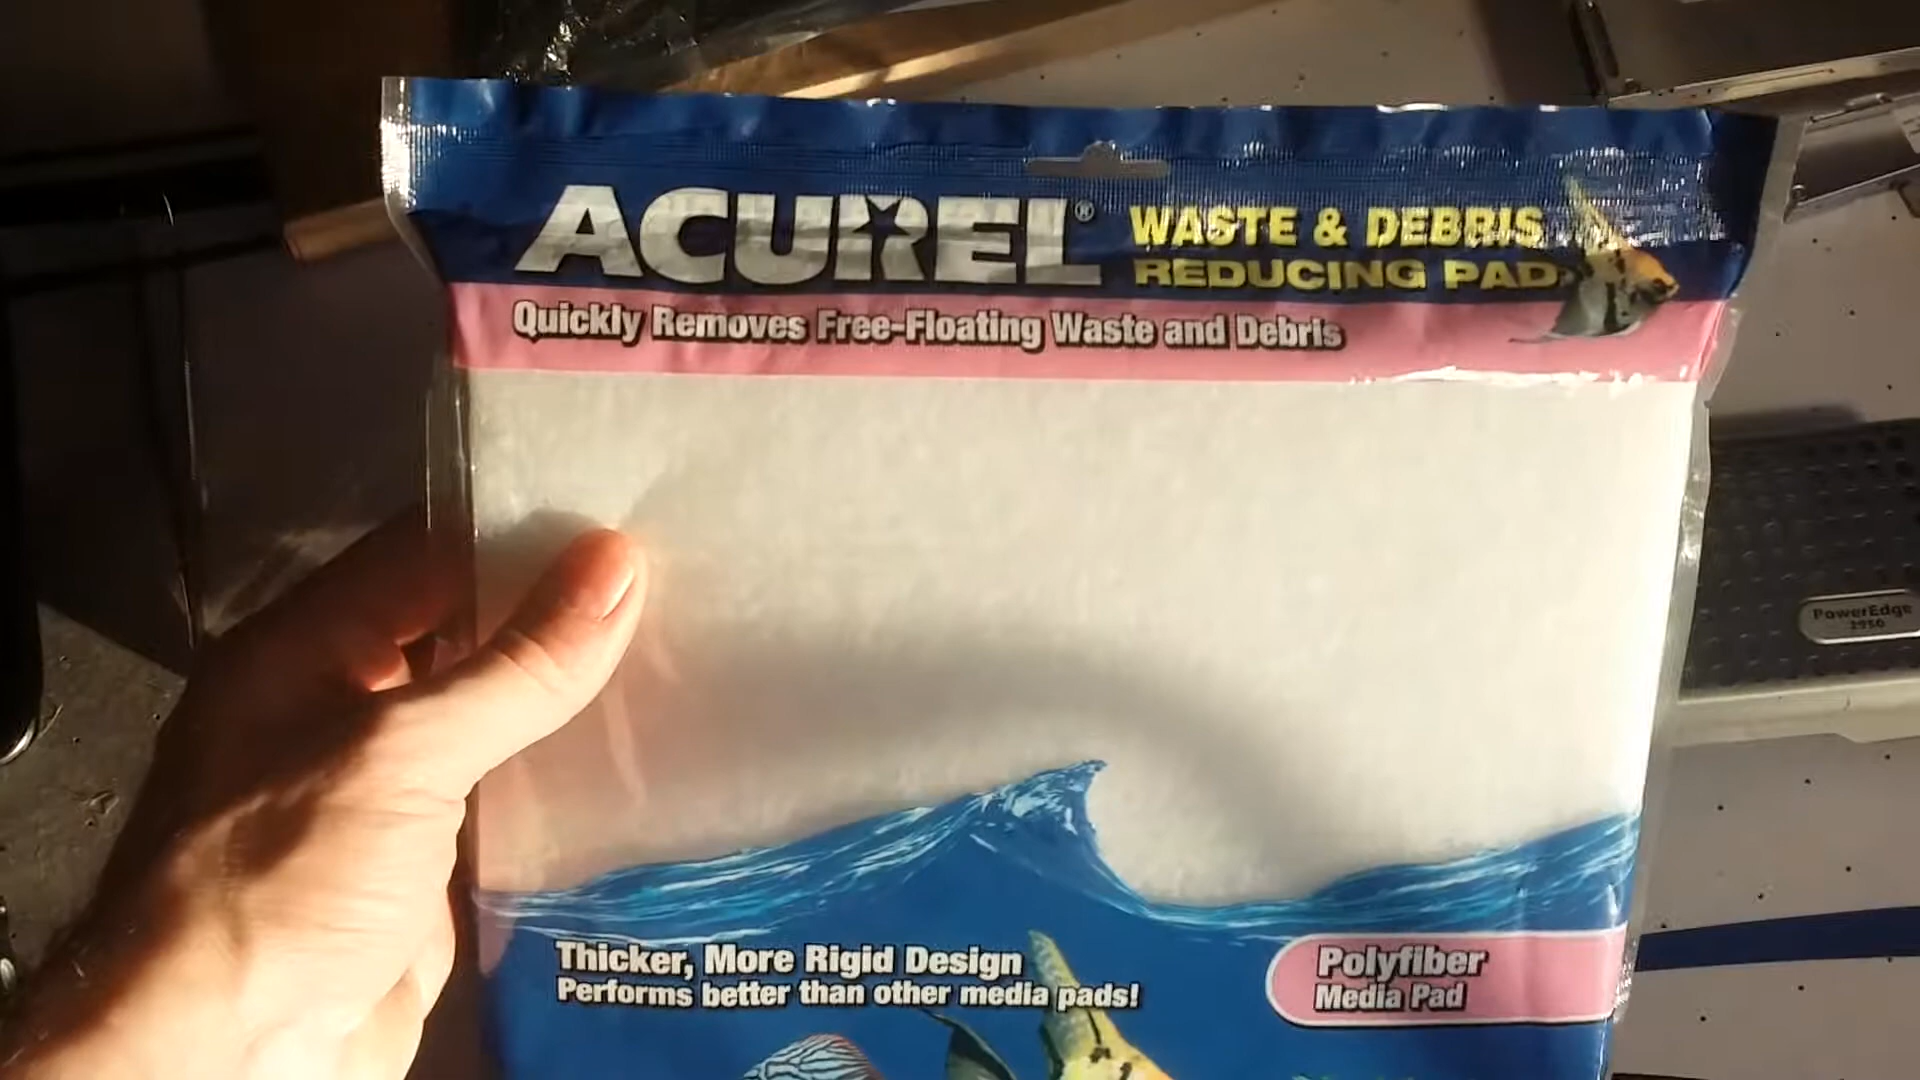 ACUREL®
WASTE & DEBRIS
REDUCING PAD
Quickly Removes Free-Floating Waste and Debris
Thicker, More Rigid Design
Performs better than other media pads!
Polyfiber
Media Pad
PowerEdge
2950